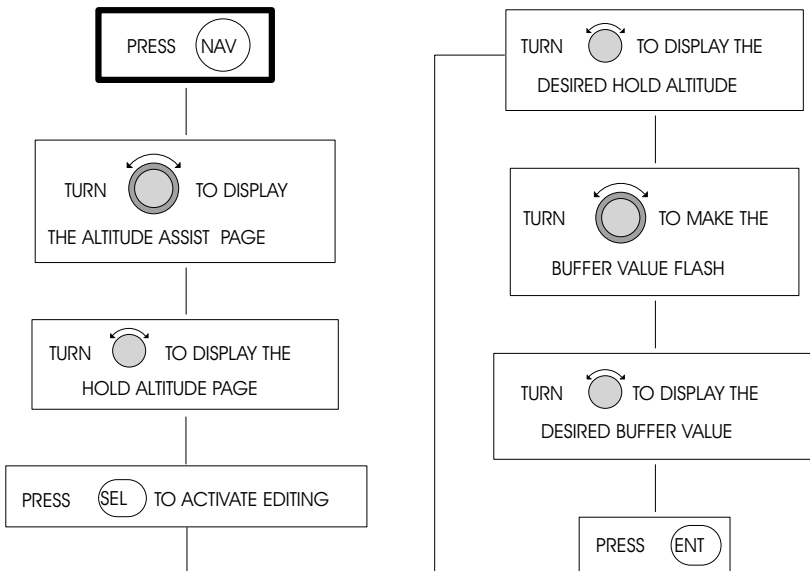 PRESS NAV
TURN TO DISPLAY
THE ALTITUDE ASSIST PAGE
TURN TO DISPLAY THE
HOLD ALTITUDE PAGE
PRESS SEL TO ACTIVATE EDITING
TURN TO DISPLAY THE
DESIRED HOLD ALTITUDE
TURN TO MAKE THE
BUFFER VALUE FLASH
TURN TO DISPLAY THE
DESIRED BUFFER VALUE
PRESS ENT